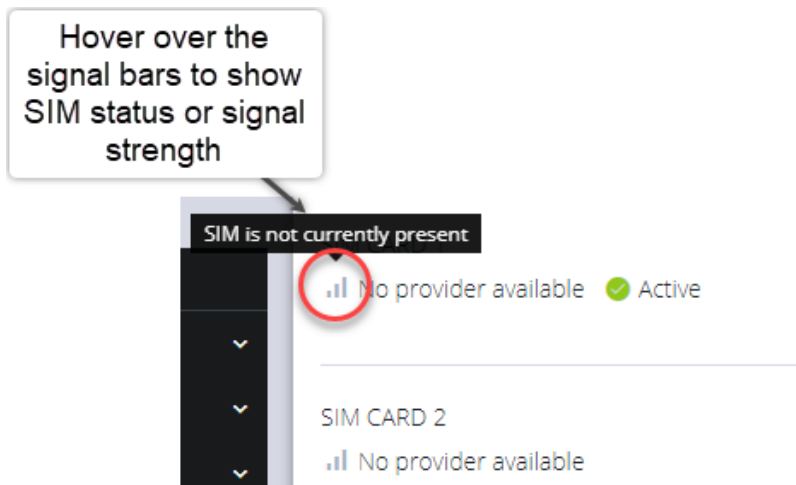 Hover over the
signal bars to show
SIM status or signal
strength
SIM is not currently present
No provider available Active
SIM CARD 2
No provider available